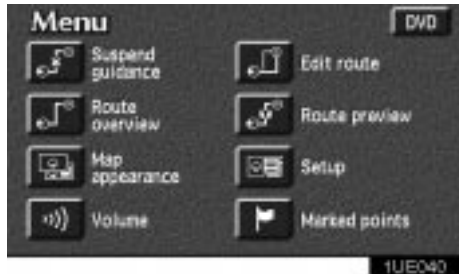 Menu
DVD
Suspend
guidance
Edit route
Route
overview
Route preview
Map
appearance
Setup
Volume
Marked points
1UE040